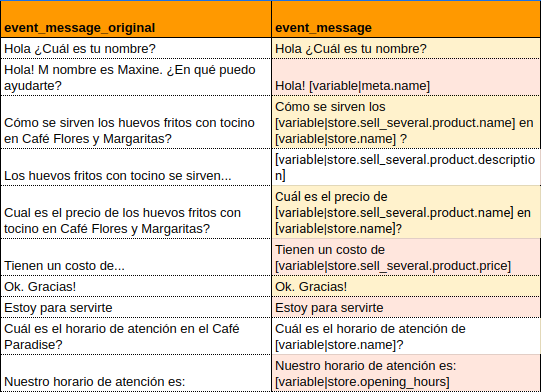 event_message_original
event_message
Hola ¿Cuál es tu nombre?
Hola ¿Cuál es tu nombre?
Hola! M nombre es Maxine. ¿En qué puedo
ayudarte?
Hola! [variable|meta.name]
Cómo se sirven los huevos fritos con tocino
en Café Flores y Margaritas?
Cómo se sirven los
[variable|store.sell_several.product.name] en
[variable|store.name] ?
Los huevos fritos con tocino se sirven...
[variable|store.sell_several.product.descriptio
n]
Cual es el precio de los huevos fritos con
tocino en Café Flores y Margaritas?
Cuál es el precio de
[variable|store.sell_several.product.name] en
[variable|store.name]?
Tienen un costo de...
Tienen un costo de
[variable|store.sell_several.product.price]
Ok. Gracias!
Ok. Gracias!
Estoy para servirte
Estoy para servirte
Cuál es el horario de atención en el Café
Paradise?
Cuál es el horario de atención de
[variable|store.name]?
Nuestro horario de atención es:
Nuestro horario de atención es:
[variable|store.opening_hours]